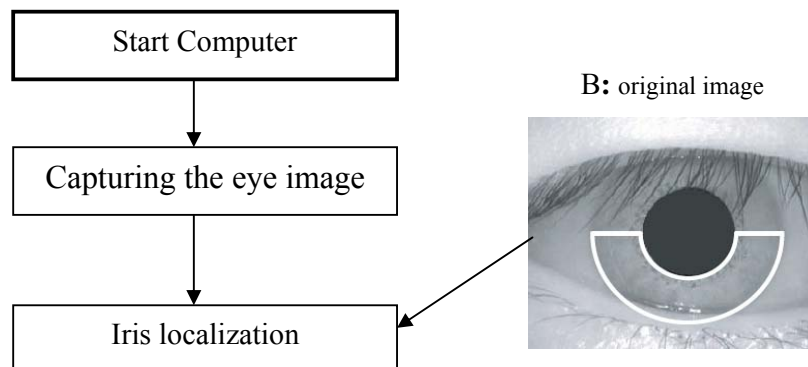 Start Computer
B: original image
Capturing the eye image
Iris localization